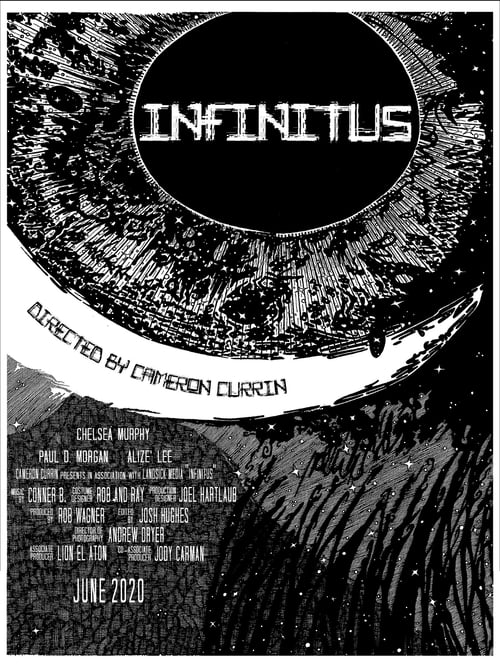 INFINITUS
DIRECTED BY CAMERON CURRIN
CHELSEA MURPHY
PAUL D. MORGAN ALIZE' LEE
CAMERON CURRIN PRESENTS IN ASSOCIATION WITH LANDSICK MEDIA "INFINITUS"
MUSIC BY CONNER B. COSTUME DESIGNER ROB AND RAY PRODUCTION DESIGNER JOEL HARTLAUB
PRODUCED BY ROB WAGNER EDITED BY JOSH HUGHES
DIRECTOR OF PHOTOGRAPHY ANDREW DRYER
ASSOCIATE PRODUCER LION EL ATON CO-ASSOCIATE PRODUCER JODY CARMAN
JUNE 2020